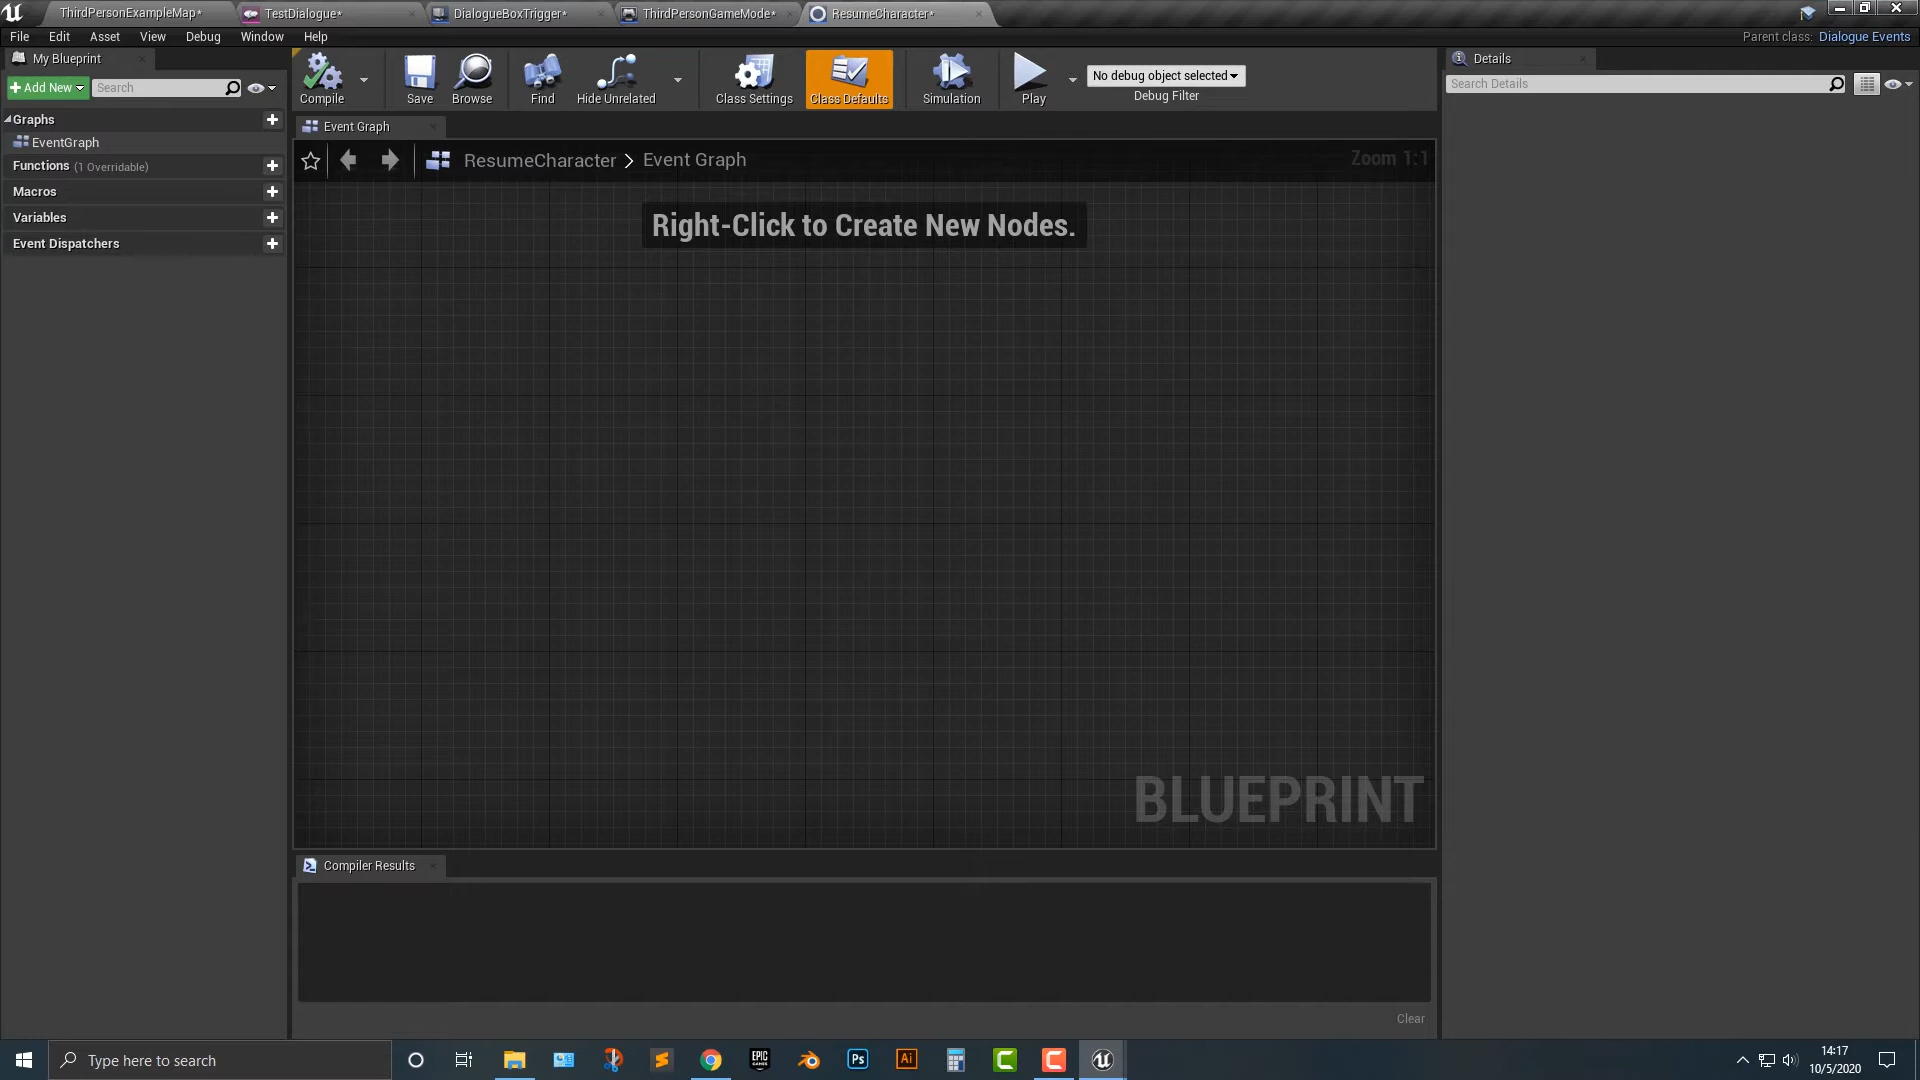 ThirdPersonExampleMap*
TestDialogue*
DialogueBoxTrigger*
ThirdPersonGameMode*
ResumeCharacter*
File Edit Asset View Debug Window Help
Parent class: Dialogue Events
My Blueprint
Add New
Search
Compile
Save
Browse
Find
Hide Unrelated
Class Settings
Class Defaults
Simulation
Play
No debug object selected
Debug Filter
Details
Search Details
Graphs
EventGraph
Functions (1 Overridable)
Macros
Variables
Event Dispatchers
Event Graph
ResumeCharacter > Event Graph
Zoom 1:1
Right-Click to Create New Nodes.
BLUEPRINT
Compiler Results
Clear
Type here to search
EPIC GAMES
Ps
Ai
14:17
10/5/2020